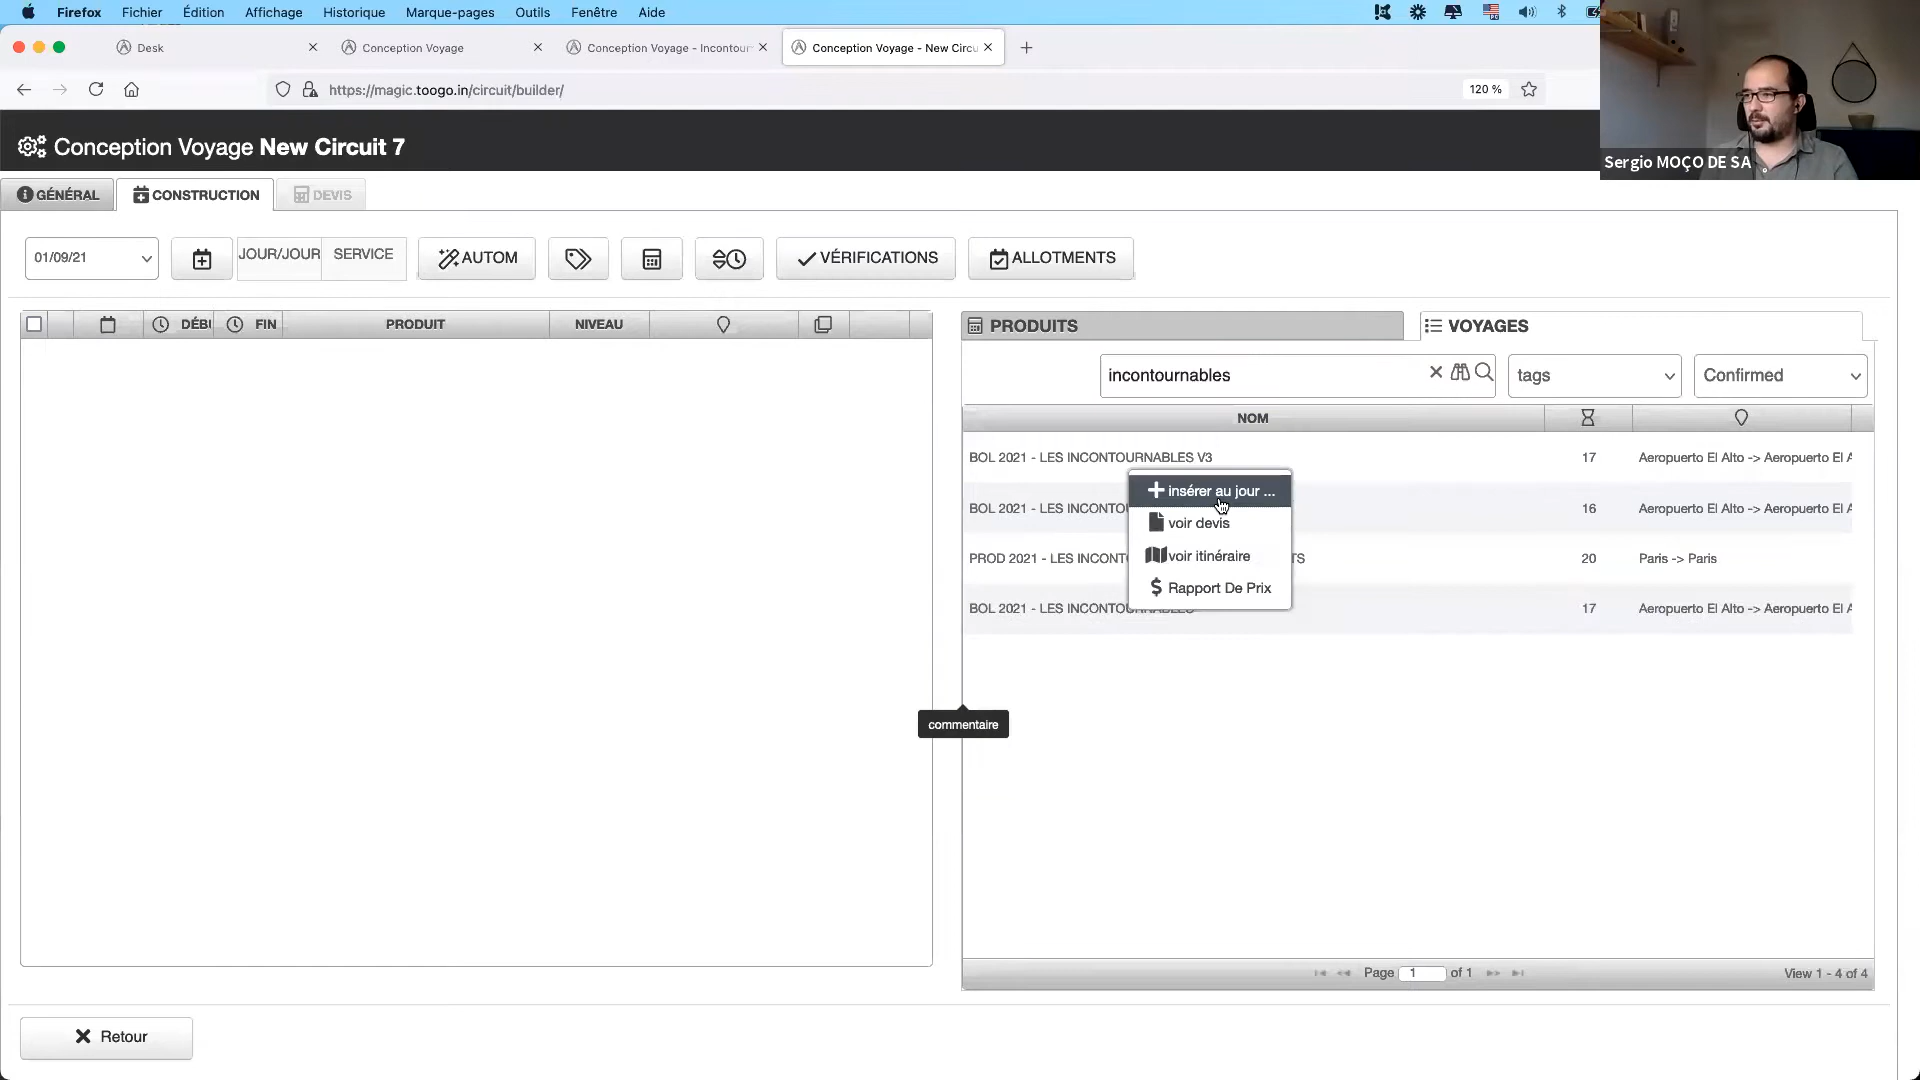 Firefox Fichier Édition Affichage Historique Marque-pages Outils Fenêtre Aide
Desk
Conception Voyage
Conception Voyage - Incontour
Conception Voyage - New Circu
https://magic.toogo.in/circuit/builder/
120 %
Conception Voyage New Circuit 7
Sergio MOÇO DE SA
GÉNÉRAL CONSTRUCTION DEVIS
01/09/21
JOUR/JOUR SERVICE
AUTOM
VÉRIFICATIONS
ALLOTMENTS
DÉBU FIN PRODUIT NIVEAU
PRODUITS VOYAGES
incontournables
tags
Confirmed
NOM
BOL 2021 - LES INCONTOURNABLES V3 17 Aeropuerto El Alto -> Aeropuerto El A
insérer au jour ...
BOL 2021 - LES INCONTOU 16 Aeropuerto El Alto -> Aeropuerto El A
voir devis
PROD 2021 - LES INCONT TS 20 Paris -> Paris
voir itinéraire
Rapport De Prix
BOL 2021 - LES INCONTOURNABLES 17 Aeropuerto El Alto -> Aeropuerto El A
commentaire
Page 1 of 1
View 1 - 4 of 4
Retour